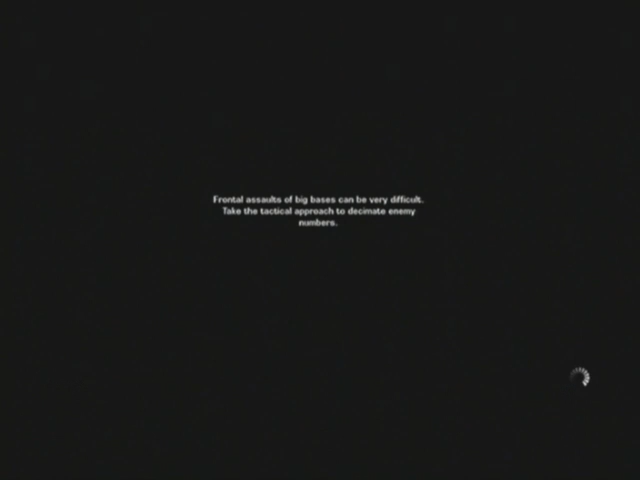 Frontal assaults of big bases can be very difficult.
Take the tactical approach to decimate enemy
numbers.